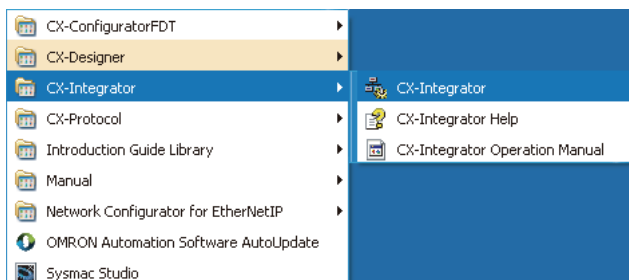 CX-ConfiguratorFDT
CX-Designer
CX-Integrator
CX-Protocol
Introduction Guide Library
Manual
Network Configurator for EtherNetIP
OMRON Automation Software AutoUpdate
Sysmac Studio
CX-Integrator
CX-Integrator Help
CX-Integrator Operation Manual